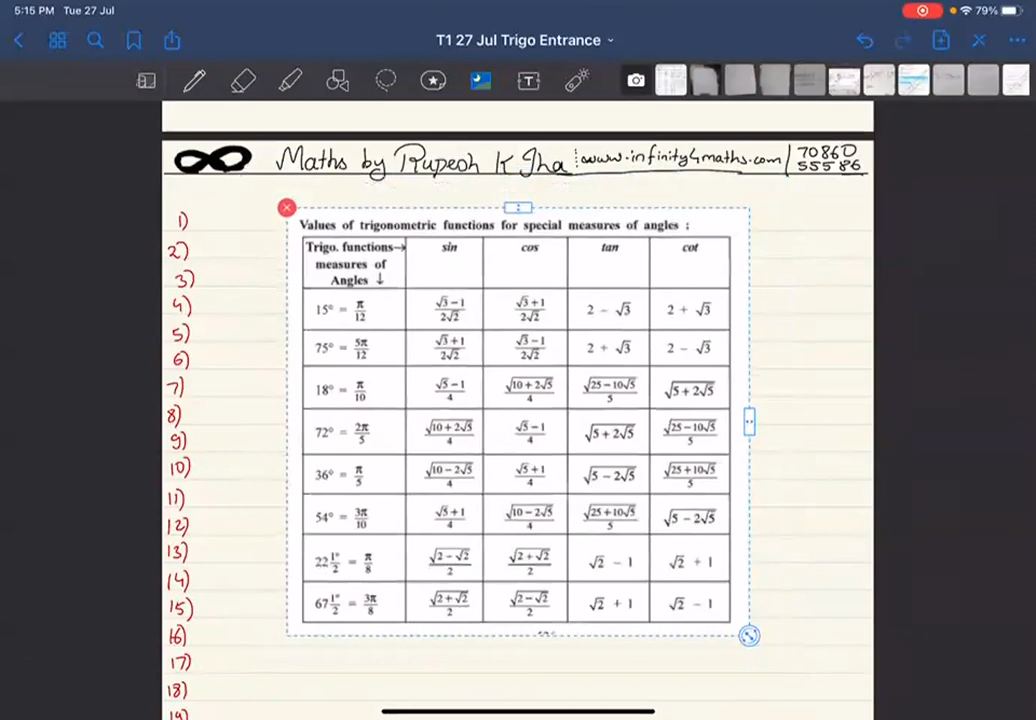 5:15 PM Tue 27 Jul
79%
T1 27 Jul Trigo Entrance
T
Maths by Rupesh K Jha www.infinity4maths.com 70860 55586
Values of trigonometric functions for special measures of angles :
Trigo. functions→ measures of Angles ↓ sin cos tan cot
15° = π/12 (√3−1)/(2√2) (√3+1)/(2√2) 2 − √3 2 + √3
75° = 5π/12 (√3+1)/(2√2) (√3−1)/(2√2) 2 + √3 2 − √3
18° = π/10 (√5−1)/4 √(10+2√5)/4 √(25−10√5)/5 √(5+2√5)
72° = 2π/5 √(10+2√5)/4 (√5−1)/4 √(5+2√5) √(25−10√5)/5
36° = π/5 √(10−2√5)/4 (√5+1)/4 √(5−2√5) √(25+10√5)/5
54° = 3π/10 (√5+1)/4 √(10−2√5)/4 √(25+10√5)/5 √(5−2√5)
22 1/2° = π/8 √(2−√2)/2 √(2+√2)/2 √2 − 1 √2 + 1
67 1/2° = 3π/8 √(2+√2)/2 √(2−√2)/2 √2 + 1 √2 − 1
1)
2)
3)
4)
5)
6)
7)
8)
9)
10)
11)
12)
13)
14)
15)
16)
17)
18)
19)